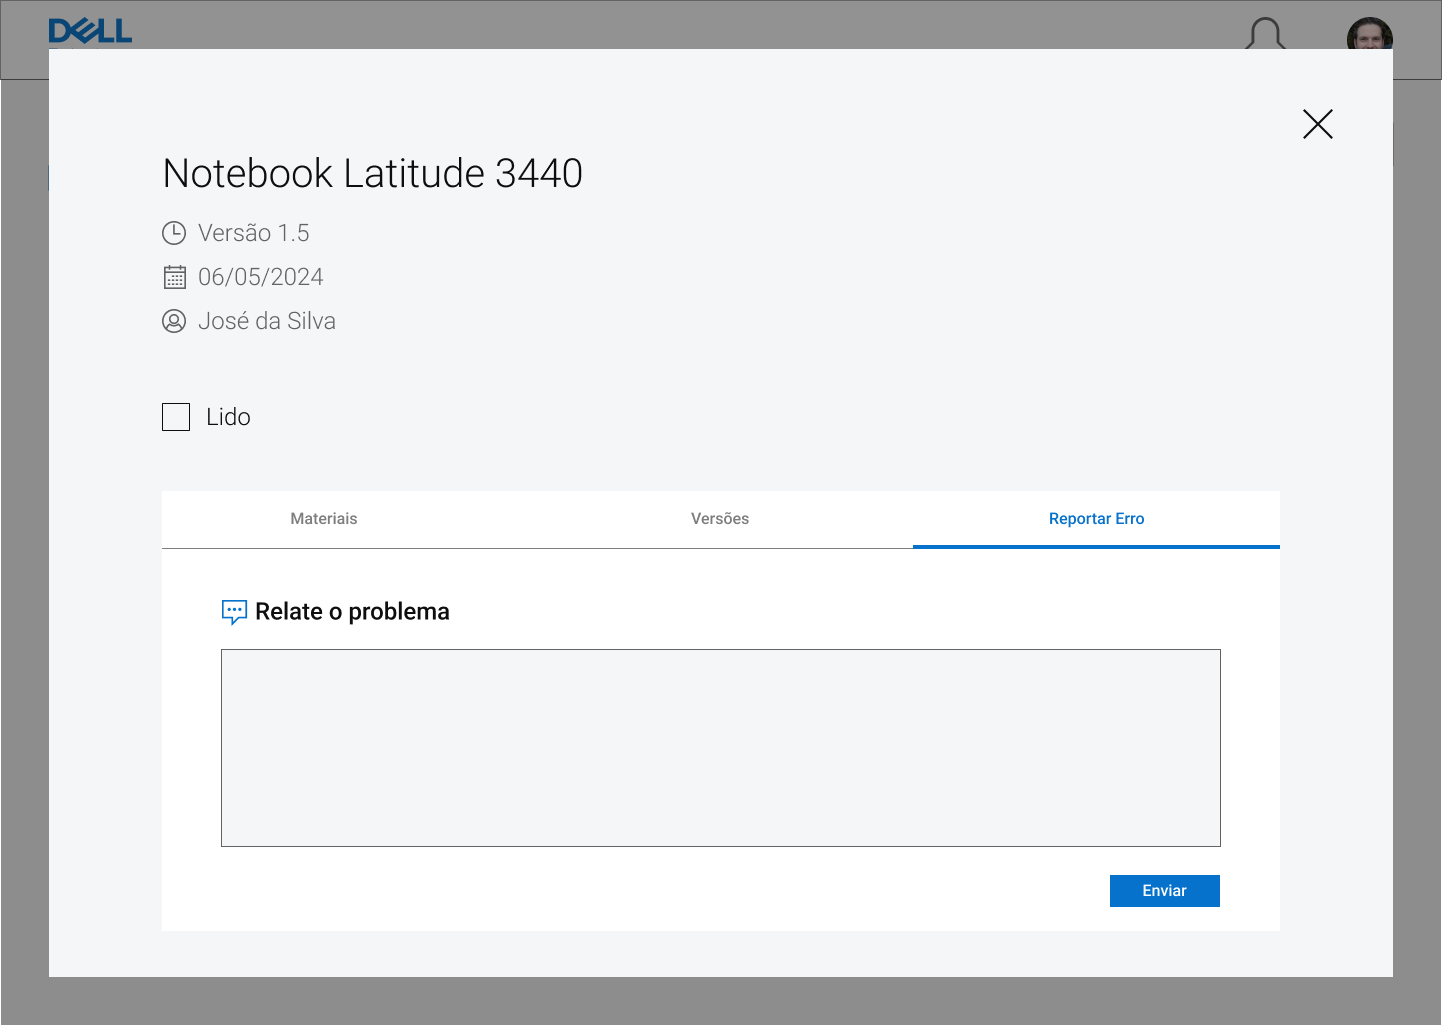 DELL
Notebook Latitude 3440
Versão 1.5
06/05/2024
José da Silva
Lido
Materiais
Versões
Reportar Erro
Relate o problema
Enviar